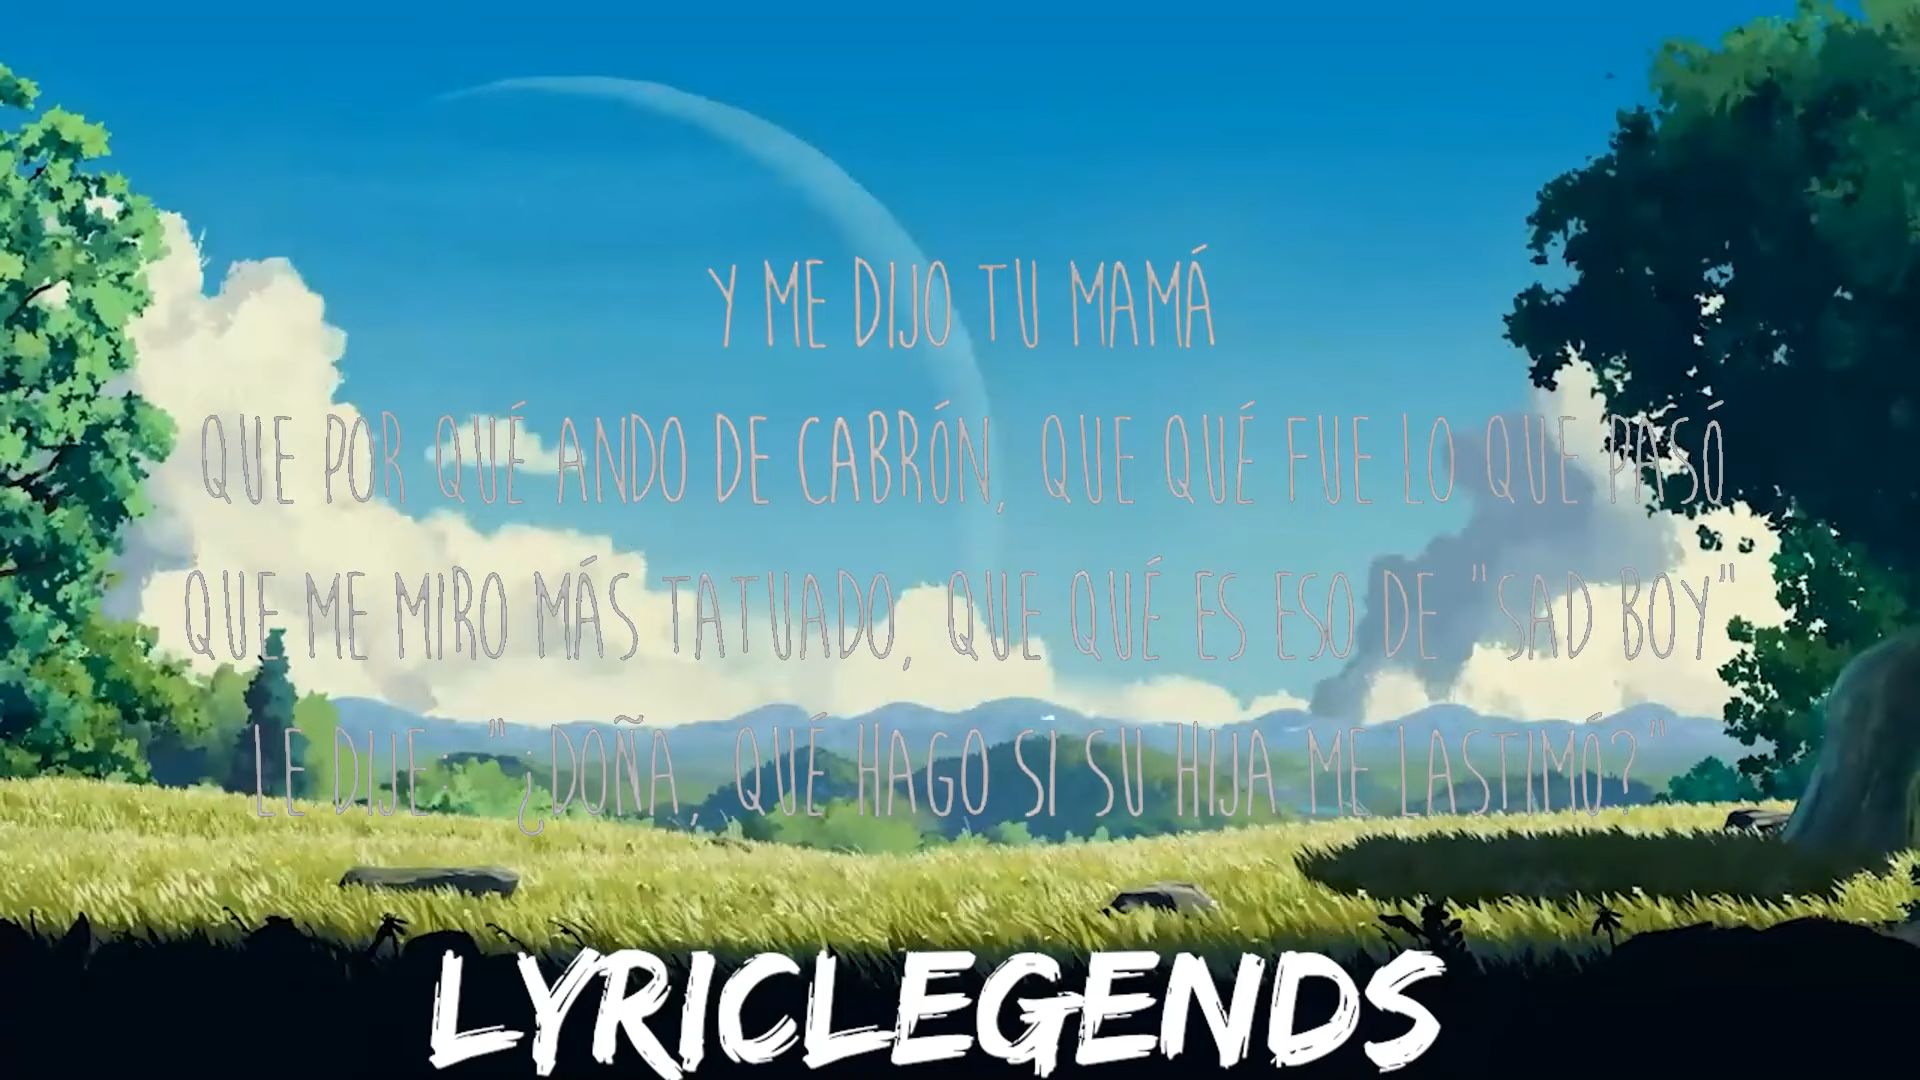 Y ME DIJO TU MAMÁ
QUE POR QUÉ ANDO DE CABRÓN, QUE QUÉ FUE LO QUE PASÓ
QUE ME MIRO MÁS TATUADO, QUE QUÉ ES ESO DE "SAD BOY"
LE DIJE: "¿DOÑA, QUÉ HAGO SI SU HIJA ME LASTIMÓ?"
LYRICLEGENDS